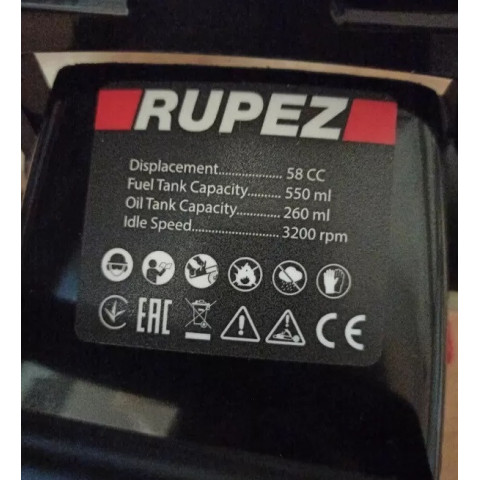 RUPEZ
Displacement................... 58 CC
Fuel Tank Capacity.......... 550 ml
Oil Tank Capacity............. 260 ml
Idle Speed.......................... 3200 rpm
EAC CE